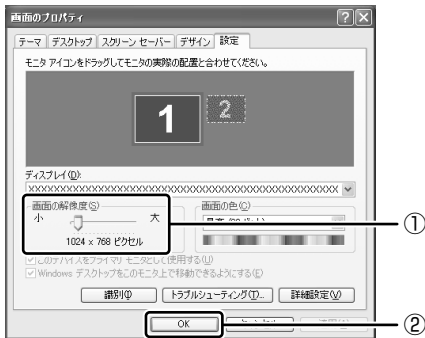 画面のプロパティ
テーマ デスクトップ スクリーン セーバー デザイン 設定
モニタ アイコンをドラッグしてモニタの実際の配置と合わせてください。
1 2
ディスプレイ(D):
XXXXXXXXXXXXXXXXXXXXXXXXXXXXXXXXXXXXXXXXXXX
画面の解像度(S) 画面の色(C)
小 大
1024 x 768 ピクセル
①
このデバイスをプライマリ モニタとして使用する(U)
Windows デスクトップをこのモニタ上で移動できるようにする(E)
識別(I) トラブルシューティング(T)... 詳細設定(V)
OK
②